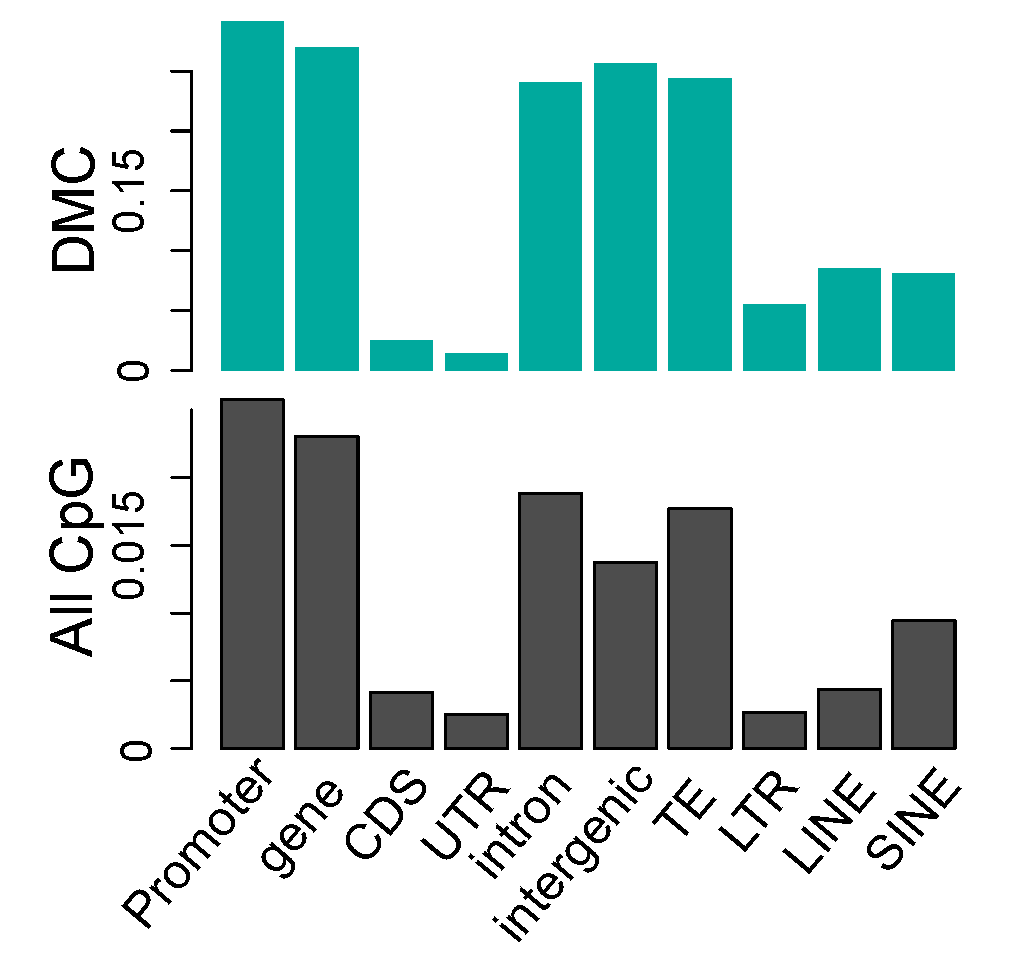 DMC
0.15
0
All CpG
0.015
0
Promoter
gene
CDS
UTR
intron
intergenic
TE
LTR
LINE
SINE